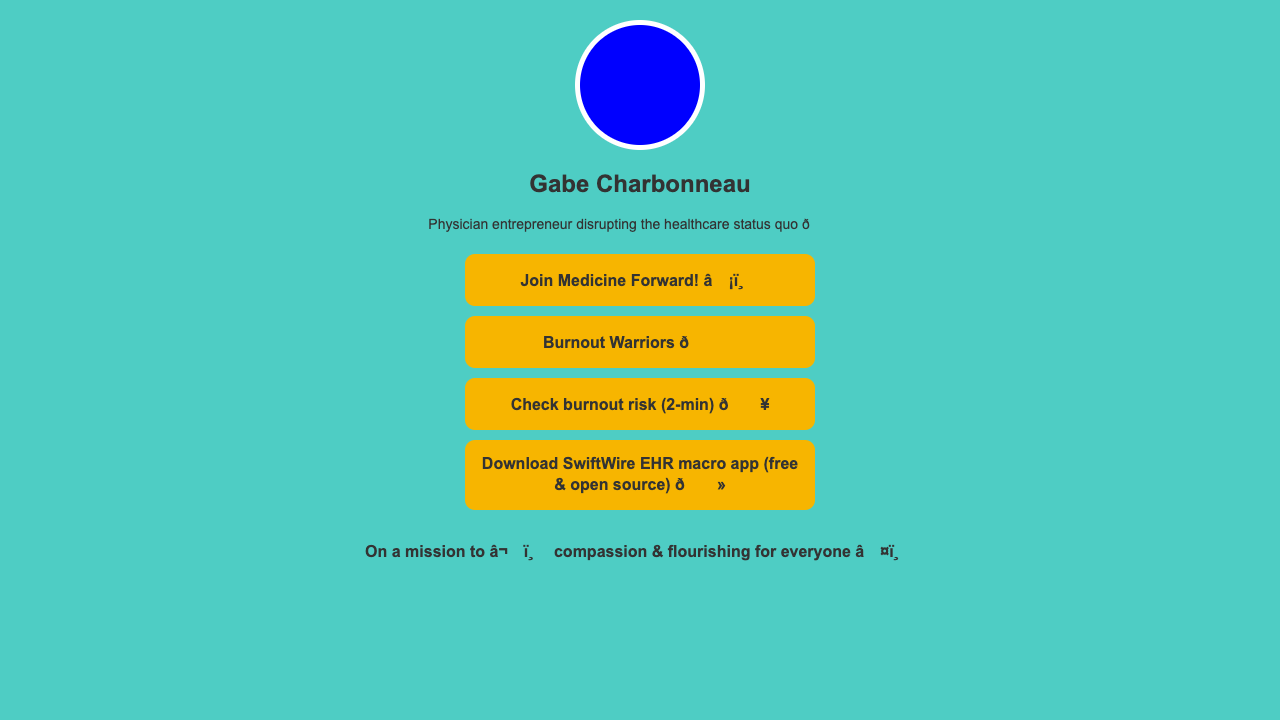 Gabe Charbonneau
Physician entrepreneur disrupting the healthcare status quo ð
Join Medicine Forward! â ¡ï¸
Burnout Warriors ð
Check burnout risk (2-min) ð ¥
Download SwiftWire EHR macro app (free
& open source) ð »
On a mission to â¬ ï¸ compassion & flourishing for everyone â ¤ï¸